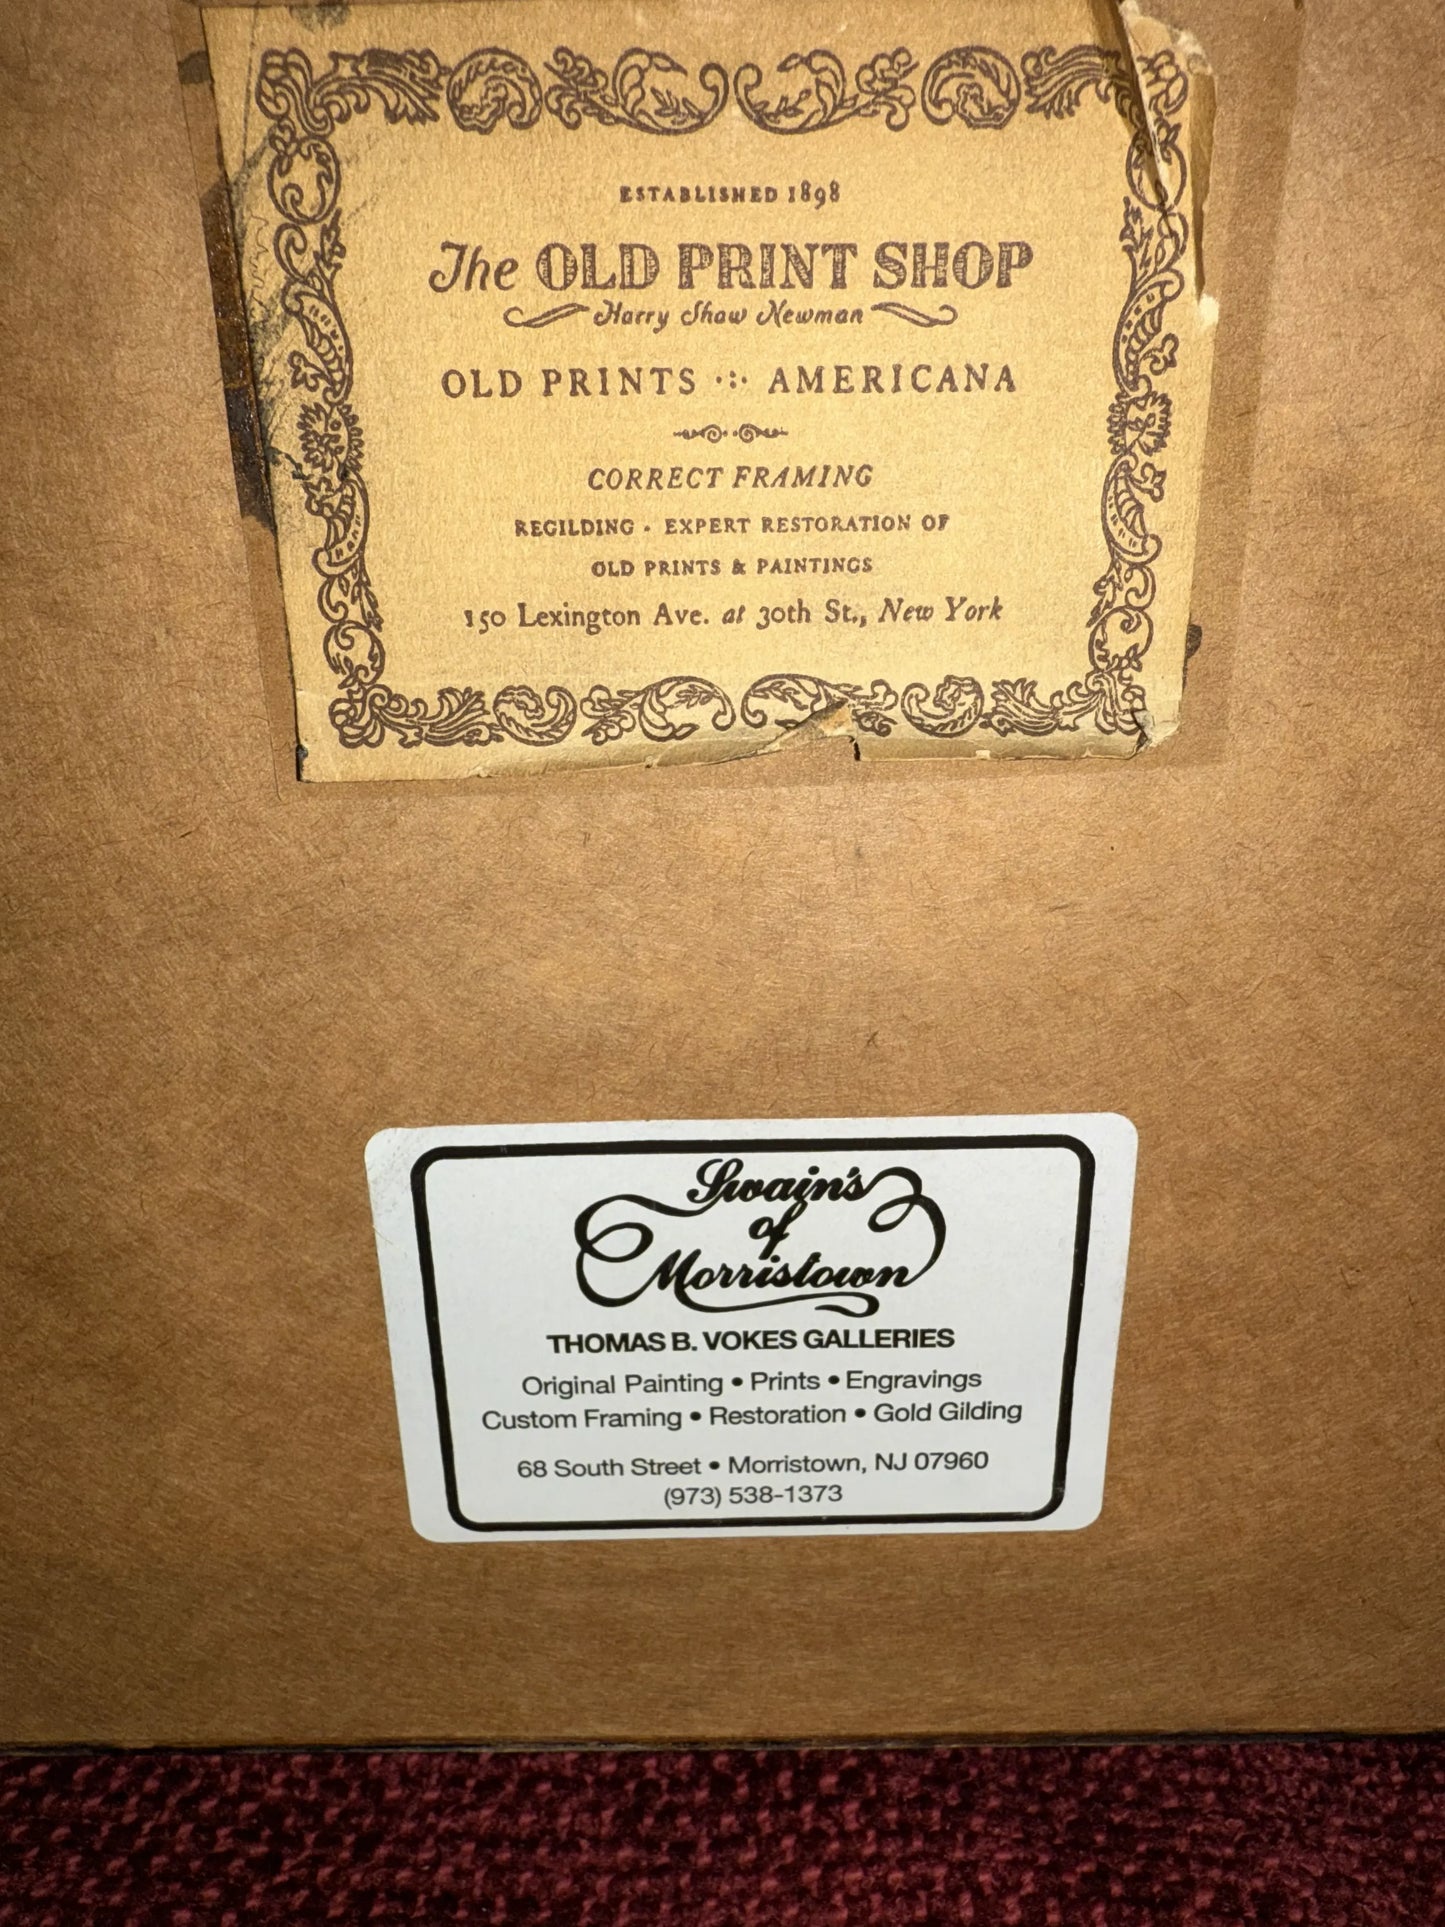 ESTABLISHED 1898
The OLD PRINT SHOP
Harry Shaw Newman
OLD PRINTS ·:· AMERICANA
CORRECT FRAMING
REGILDING · EXPERT RESTORATION OF
OLD PRINTS & PAINTINGS
150 Lexington Ave. at 30th St., New York
Swain's
of
Morristown
THOMAS B. VOKES GALLERIES
Original Painting • Prints • Engravings
Custom Framing • Restoration • Gold Gilding
68 South Street • Morristown, NJ 07960
(973) 538-1373